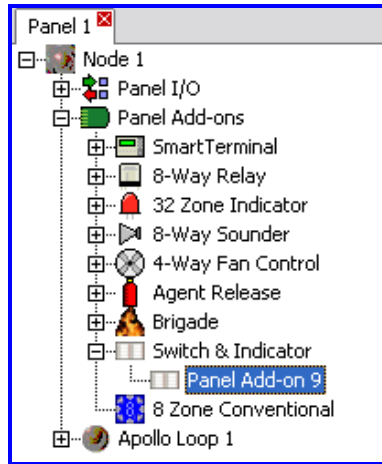 Panel 1
Node 1
Panel I/O
Panel Add-ons
SmartTerminal
8-Way Relay
32 Zone Indicator
8-Way Sounder
4-Way Fan Control
Agent Release
Brigade
Switch & Indicator
Panel Add-on 9
8 Zone Conventional
Apollo Loop 1